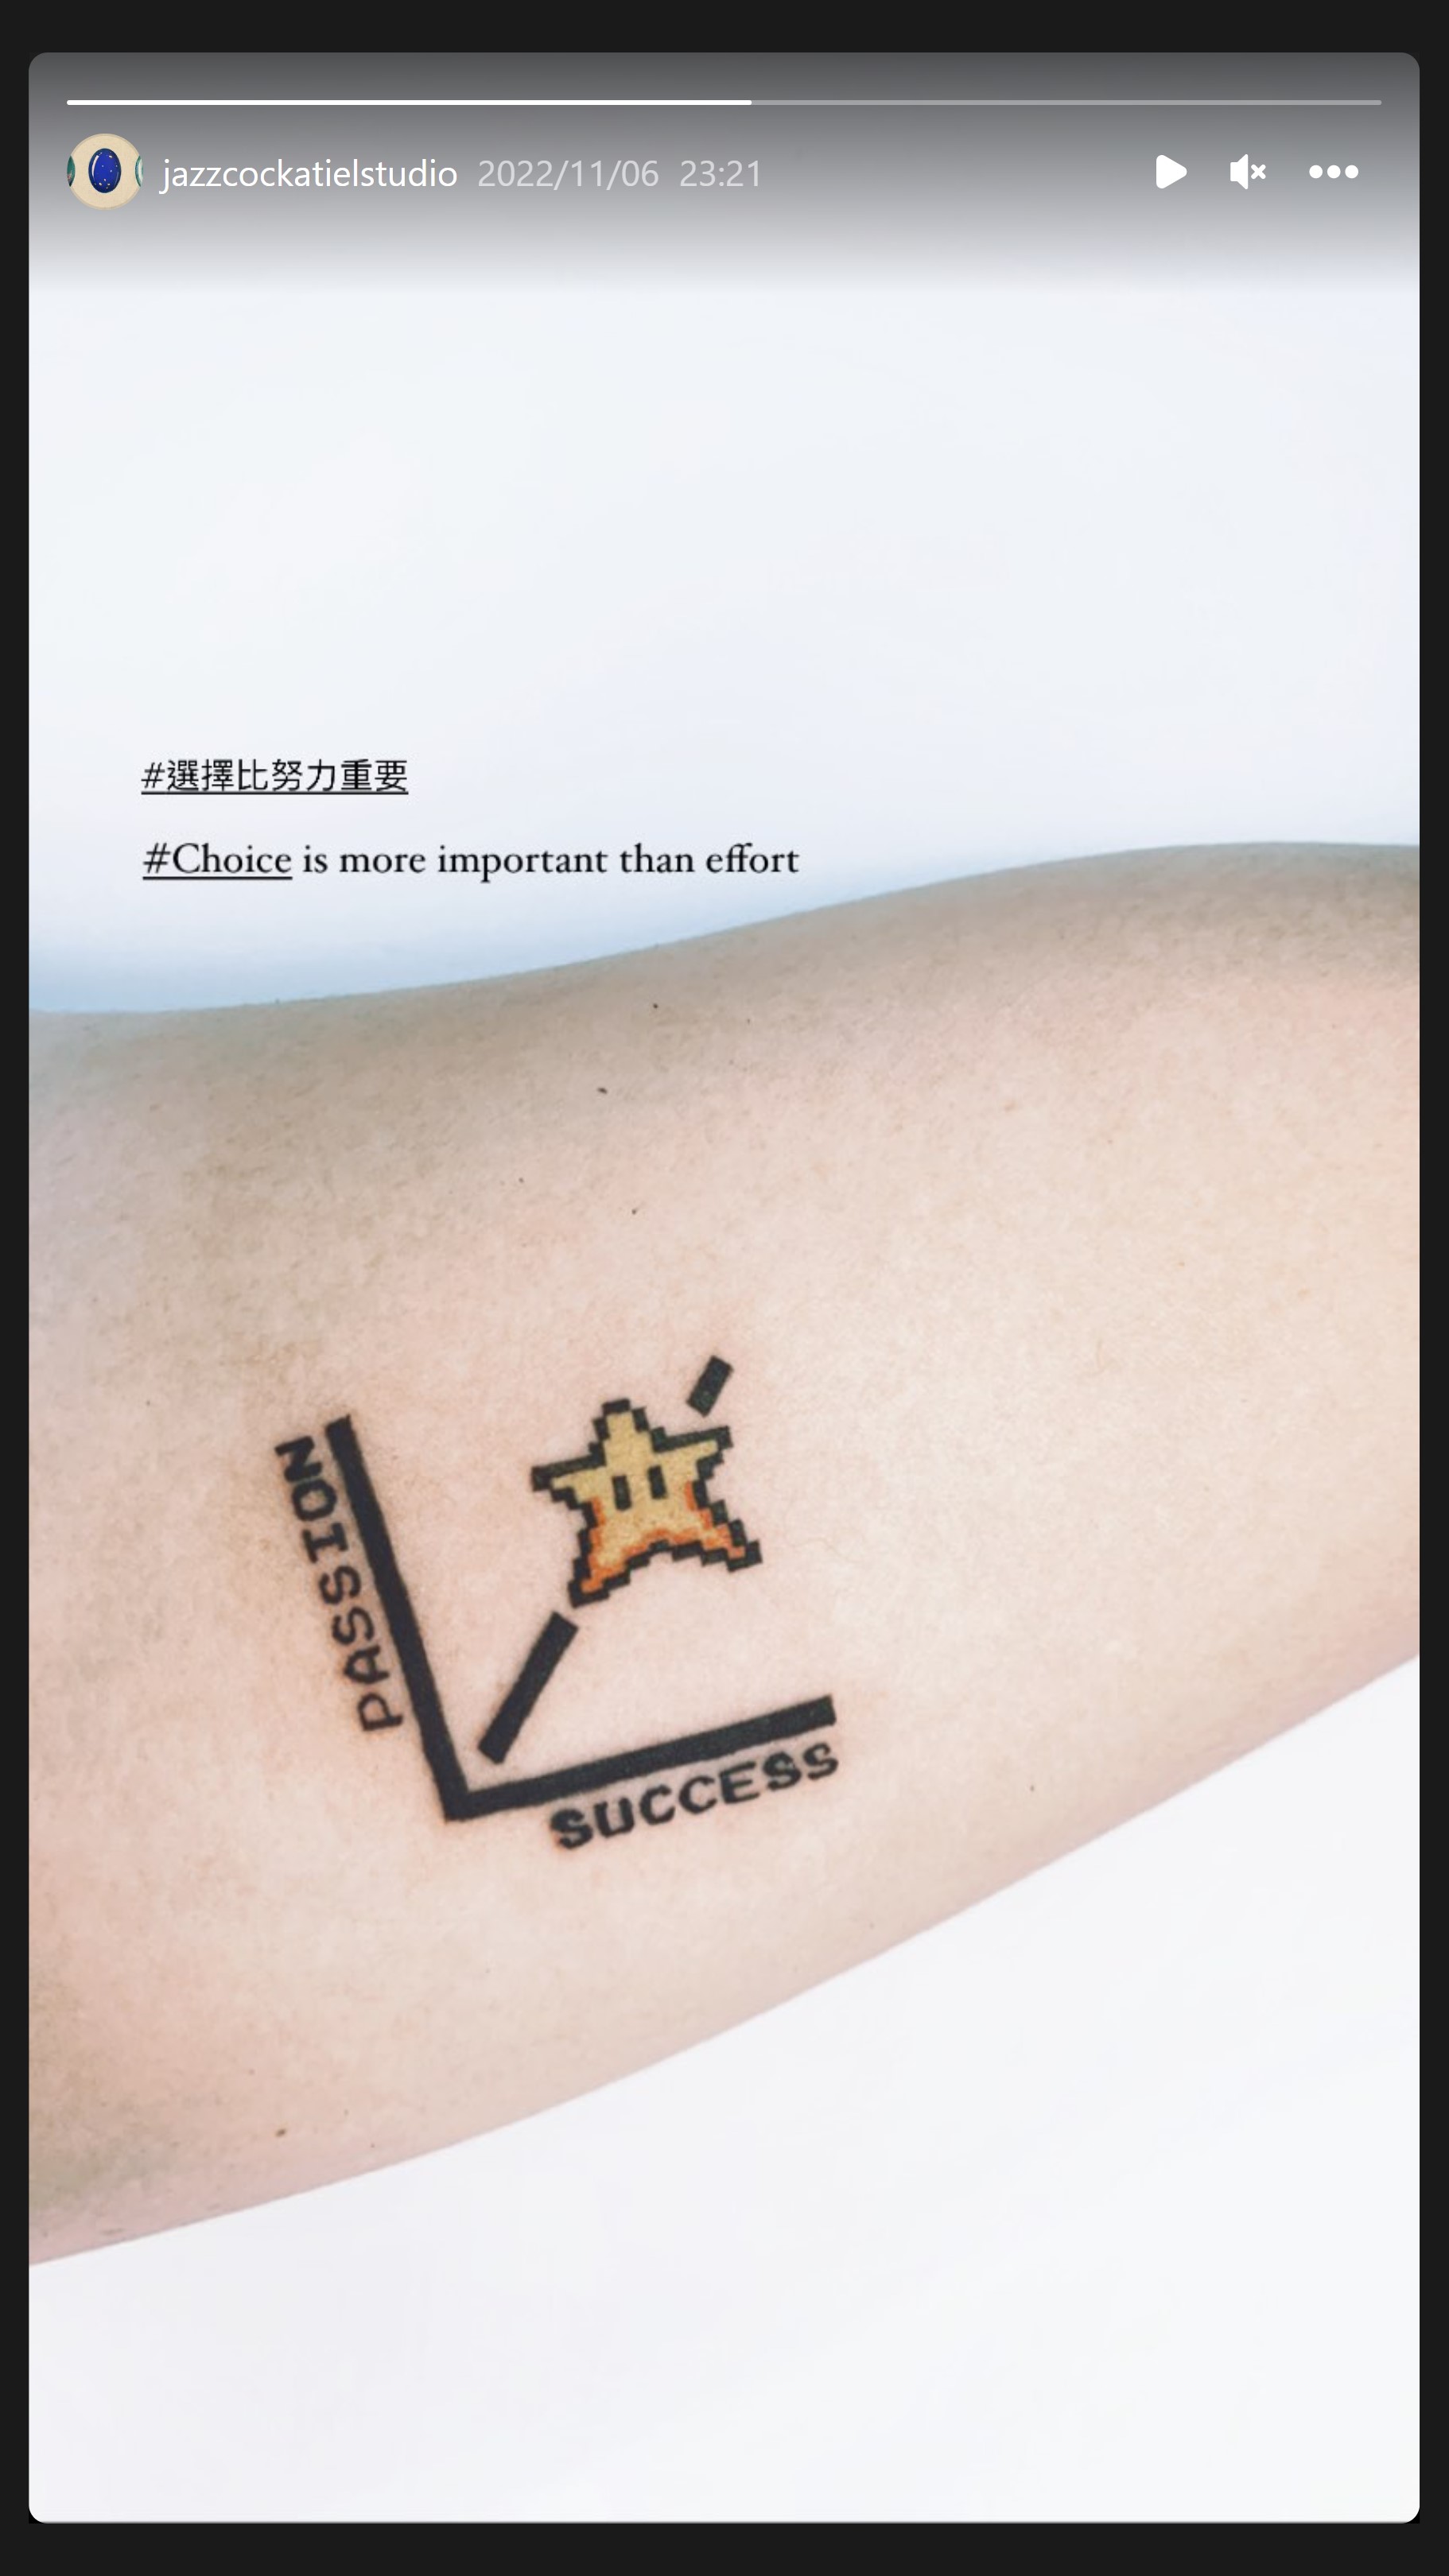 jazzcockatielstudio 2022/11/06 23:21
#選擇比努力重要
#Choice is more important than effort
PASSION
SUCCESS